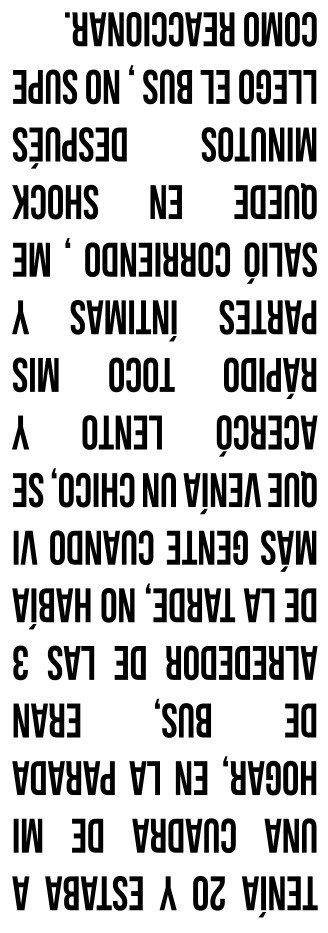 TENÍA 20 Y ESTABA A
UNA CUADRA DE MI
HOGAR, EN LA PARADA
DE BUS, ERAN
ALREDEDOR DE LAS 3
DE LA TARDE, NO HABÍA
MÁS GENTE CUANDO VI
QUE VENÍA UN CHICO, SE
ACERCÓ LENTO Y
RÁPIDO TOCO MIS
PARTES ÍNTIMAS Y
SALIÓ CORRIENDO , ME
QUEDE EN SHOCK
MINUTOS DESPUÉS
LLEGO EL BUS , NO SUPE
COMO REACCIONAR.